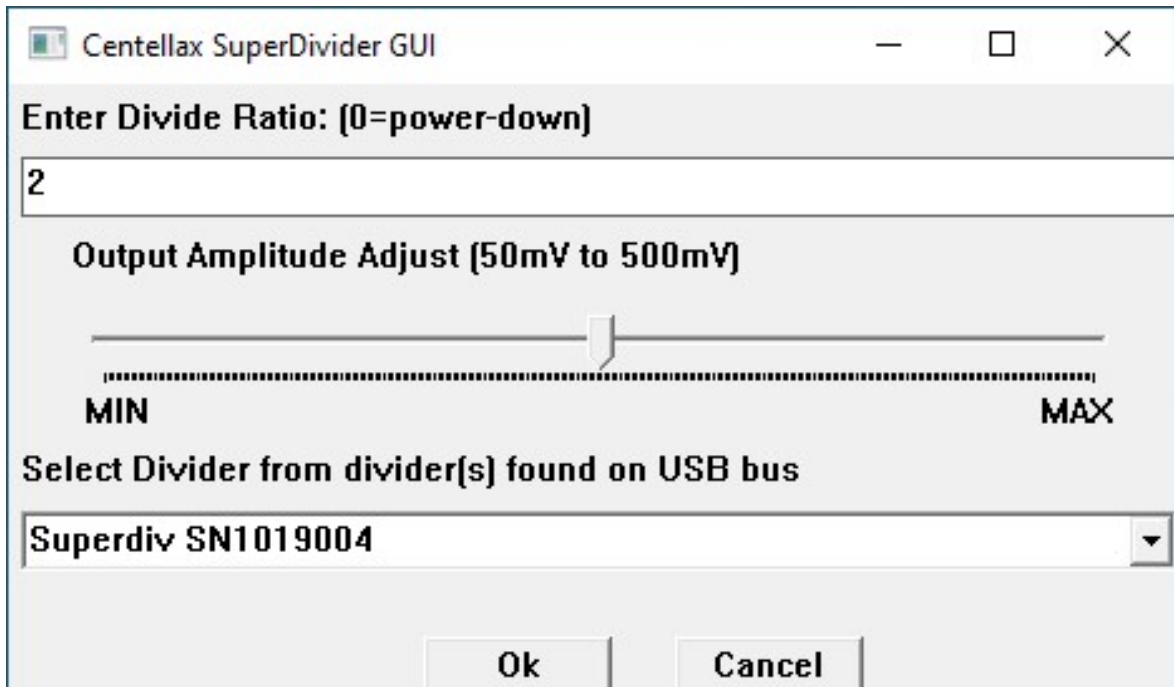 Centellax SuperDivider GUI
Enter Divide Ratio: (0=power-down)
2
Output Amplitude Adjust (50mV to 500mV)
MIN MAX
Select Divider from divider(s) found on USB bus
Superdiv SN1019004
Ok Cancel